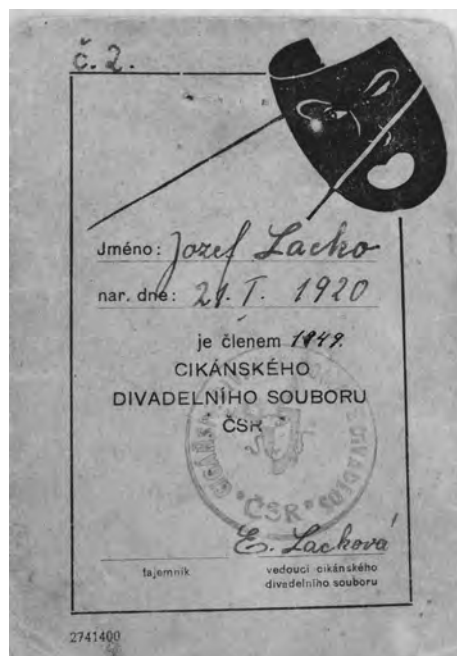 č. 2.
Jméno: Jozef Lacko
nar. dne: 21. I. 1920
je členem 1949.
CIKÁNSKÉHO
DIVADELNÍHO SOUBORU
ČSR
ČSR
E. Lacková
tajemník
vedoucí cikánského
divadelního souboru
2741400